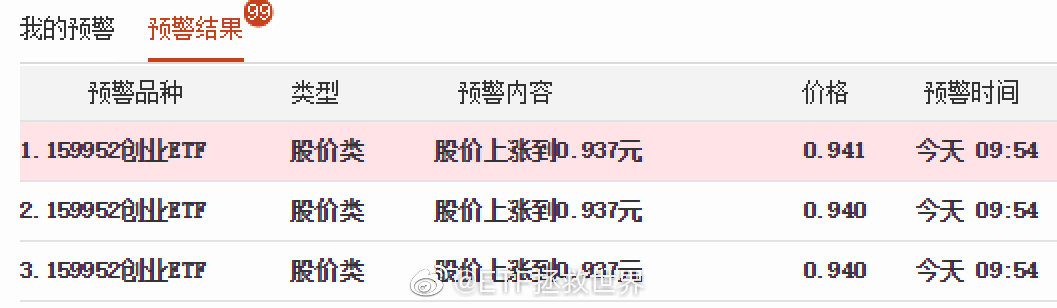 我的预警 预警结果 99
预警品种 类型 预警内容 价格 预警时间
1.159952创业ETF 股价类 股价上涨到0.937元 0.941 今天 09:54
2.159952创业ETF 股价类 股价上涨到0.937元 0.940 今天 09:54
3.159952创业ETF 股价类 股价上涨到0.937元 0.940 今天 09:54
@ETF拯救世界